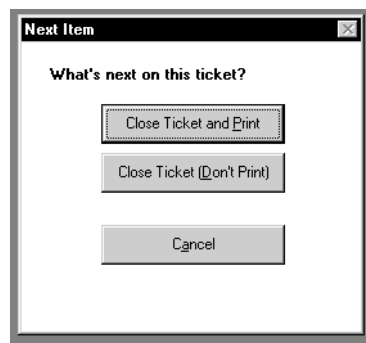 Next Item
What's next on this ticket?
Close Ticket and Print
Close Ticket (Don't Print)
Cancel